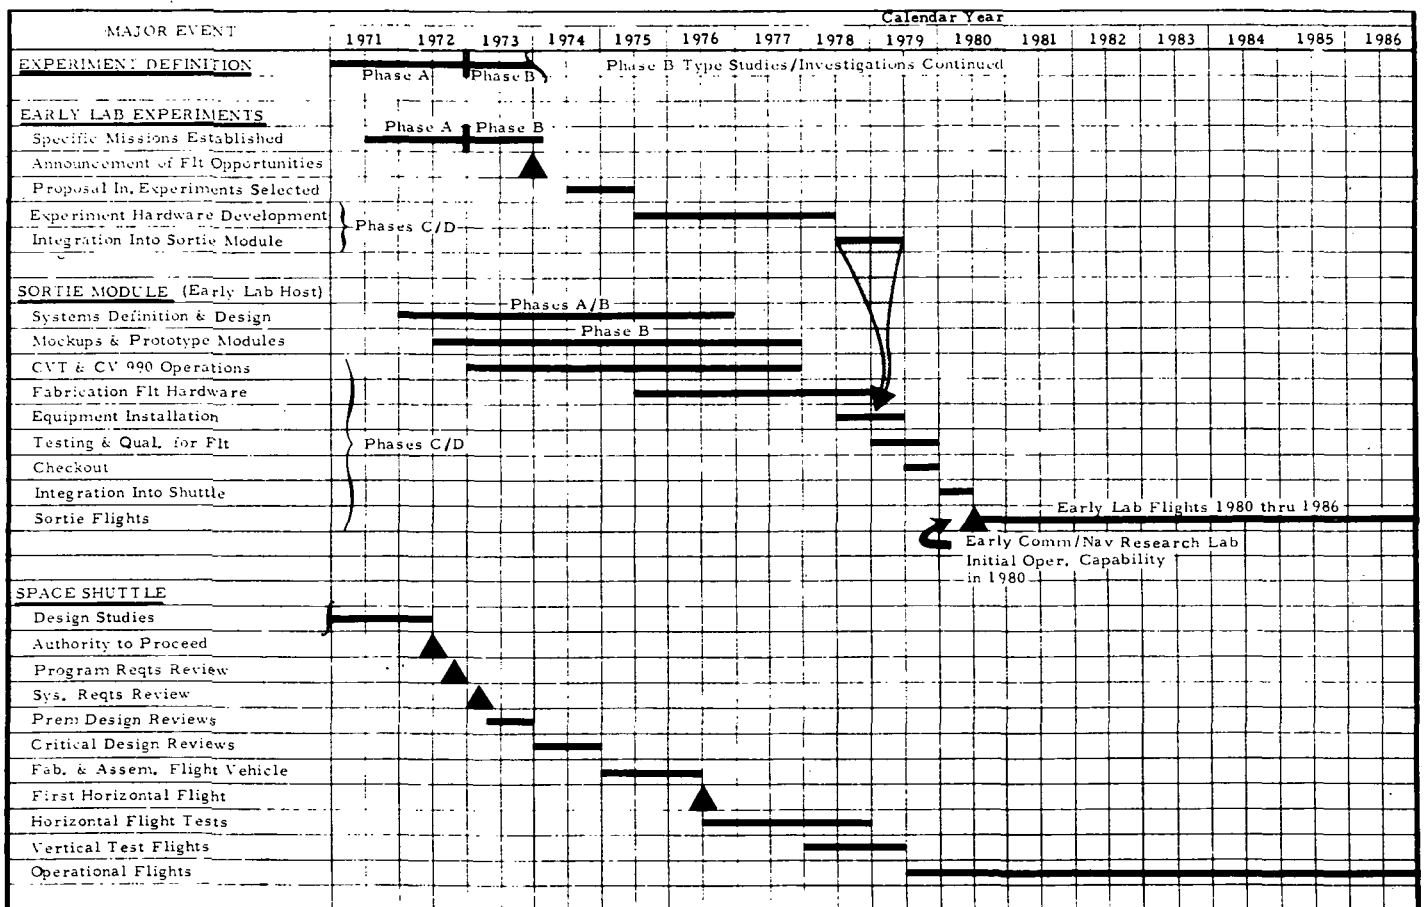 Calendar Year
MAJOR EVENT
1971 1972 1973 1974 1975 1976 1977 1978 1979 1980 1981 1982 1983 1984 1985 1986
EXPERIMENT DEFINITION
Phase B Type Studies/Investigations Continued
Phase A Phase B
EARLY LAB EXPERIMENTS
Phase A Phase B
Specific Missions Established
Announcement of Flt Opportunities
Proposal In, Experiments Selected
Experiment Hardware Development
Phases C/D
Integration Into Sortie Module
SORTIE MODULE (Early Lab Host)
Phases A/B
Systems Definition & Design
Phase B
Mockups & Prototype Modules
CVT & CV 990 Operations
Fabrication Flt Hardware
Equipment Installation
Testing & Qual. for Flt
Phases C/D
Checkout
Integration Into Shuttle
Early Lab Flights 1980 thru 1986
Sortie Flights
Early Comm/Nav Research Lab
Initial Oper. Capability
in 1980
SPACE SHUTTLE
Design Studies
Authority to Proceed
Program Reqts Review
Sys. Reqts Review
Prem Design Reviews
Critical Design Reviews
Fab. & Assem. Flight Vehicle
First Horizontal Flight
Horizontal Flight Tests
Vertical Test Flights
Operational Flights